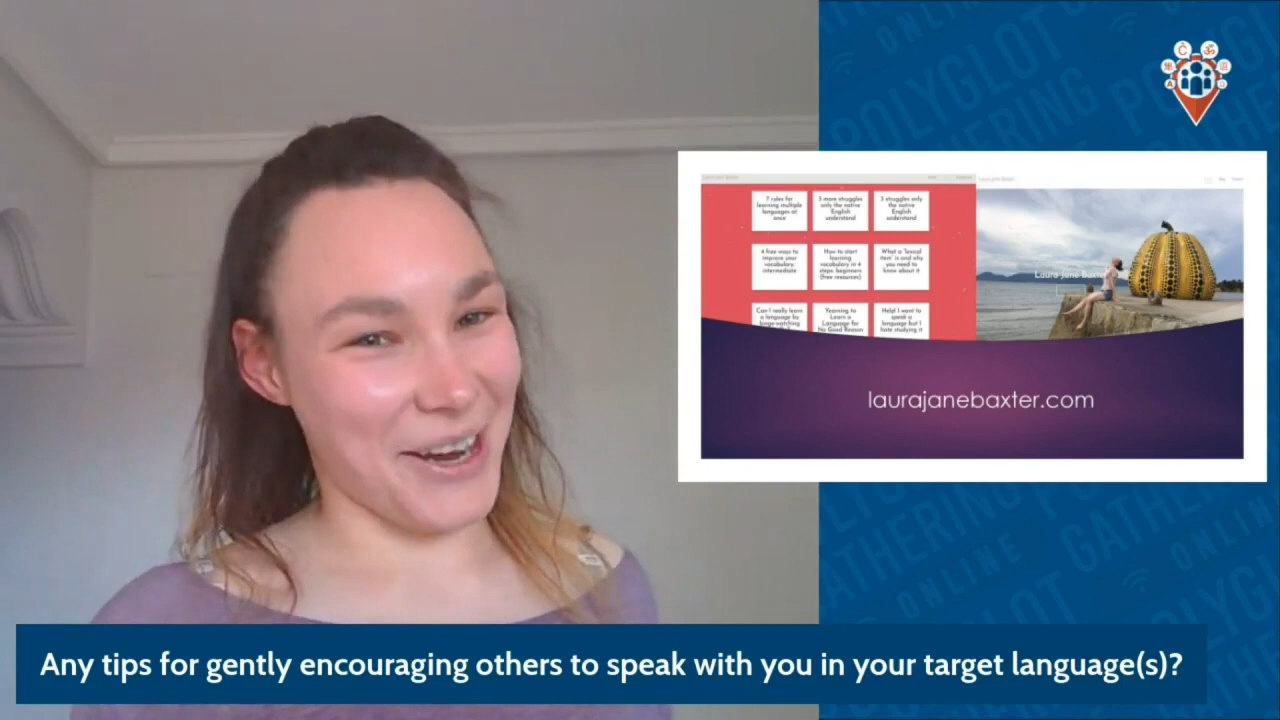 ONLINE
POLYGLOT
GATHERING
Ĉ
ॐ
7 rules for
learning multiple
languages at
once
3 more struggles
only the native
English
understand
3 struggles only
the native
English
understand
4 free ways to
improve your
vocabulary:
intermediate
How to start
learning
vocabulary in 4
steps: beginners
(free resources)
What a 'lexical
item' is and why
you need to
know about it
Can I really learn
a language by
binge-watching
Yearning to
Learn a
Language for
No Good Reason
Help! I want to
speak a
language but I
hate studying it
Laura Jane Baxter
laurajanebaxter.com
GATHERING
ONLINE
Any tips for gently encouraging others to speak with you in your target language(s)?